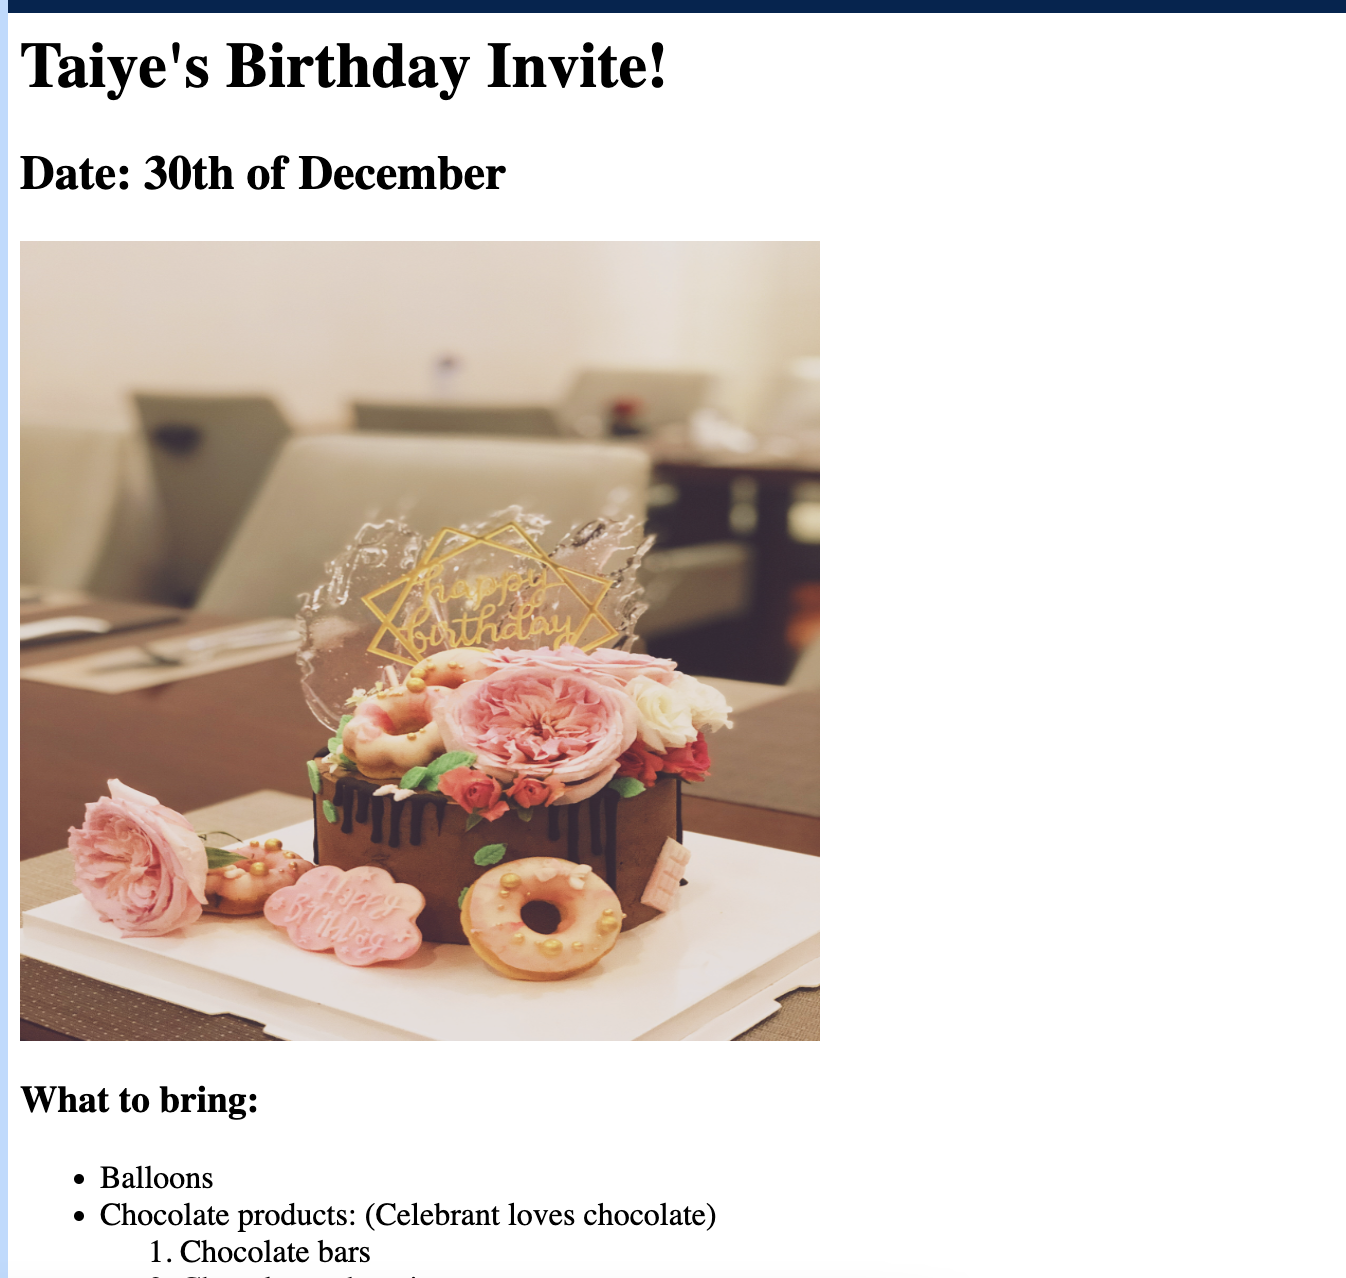 Taiye's Birthday Invite!
Date: 30th of December
happy
birthday
Happy
Birthday
What to bring:
• Balloons
• Chocolate products: (Celebrant loves chocolate)
1. Chocolate bars